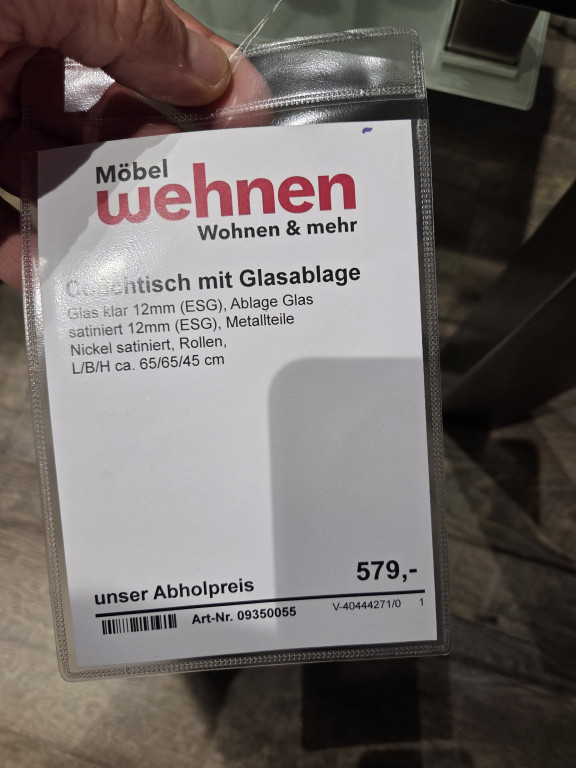 Möbel
wehnen
Wohnen & mehr
mit Glasablage
Glas klar 12mm (ESG), Ablage Glas
satiniert 12mm (ESG), Metallteile
Nickel satiniert, Rollen,
L/B/H ca. 65/65/45 cm
unser Abholpreis
579,-
Art-Nr. 09350055
V-40444271/0
1